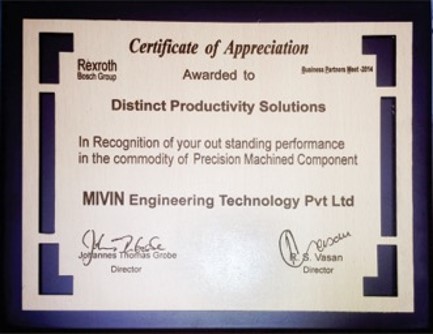 Certificate of Appreciation
Rexroth
Bosch Group
Business Partners Meet -2014
Awarded to
Distinct Productivity Solutions
In Recognition of your out standing performance
in the commodity of Precision Machined Component
MIVIN Engineering Technology Pvt Ltd
Johannes Thomas Grobe
Director
S. Vasan
Director